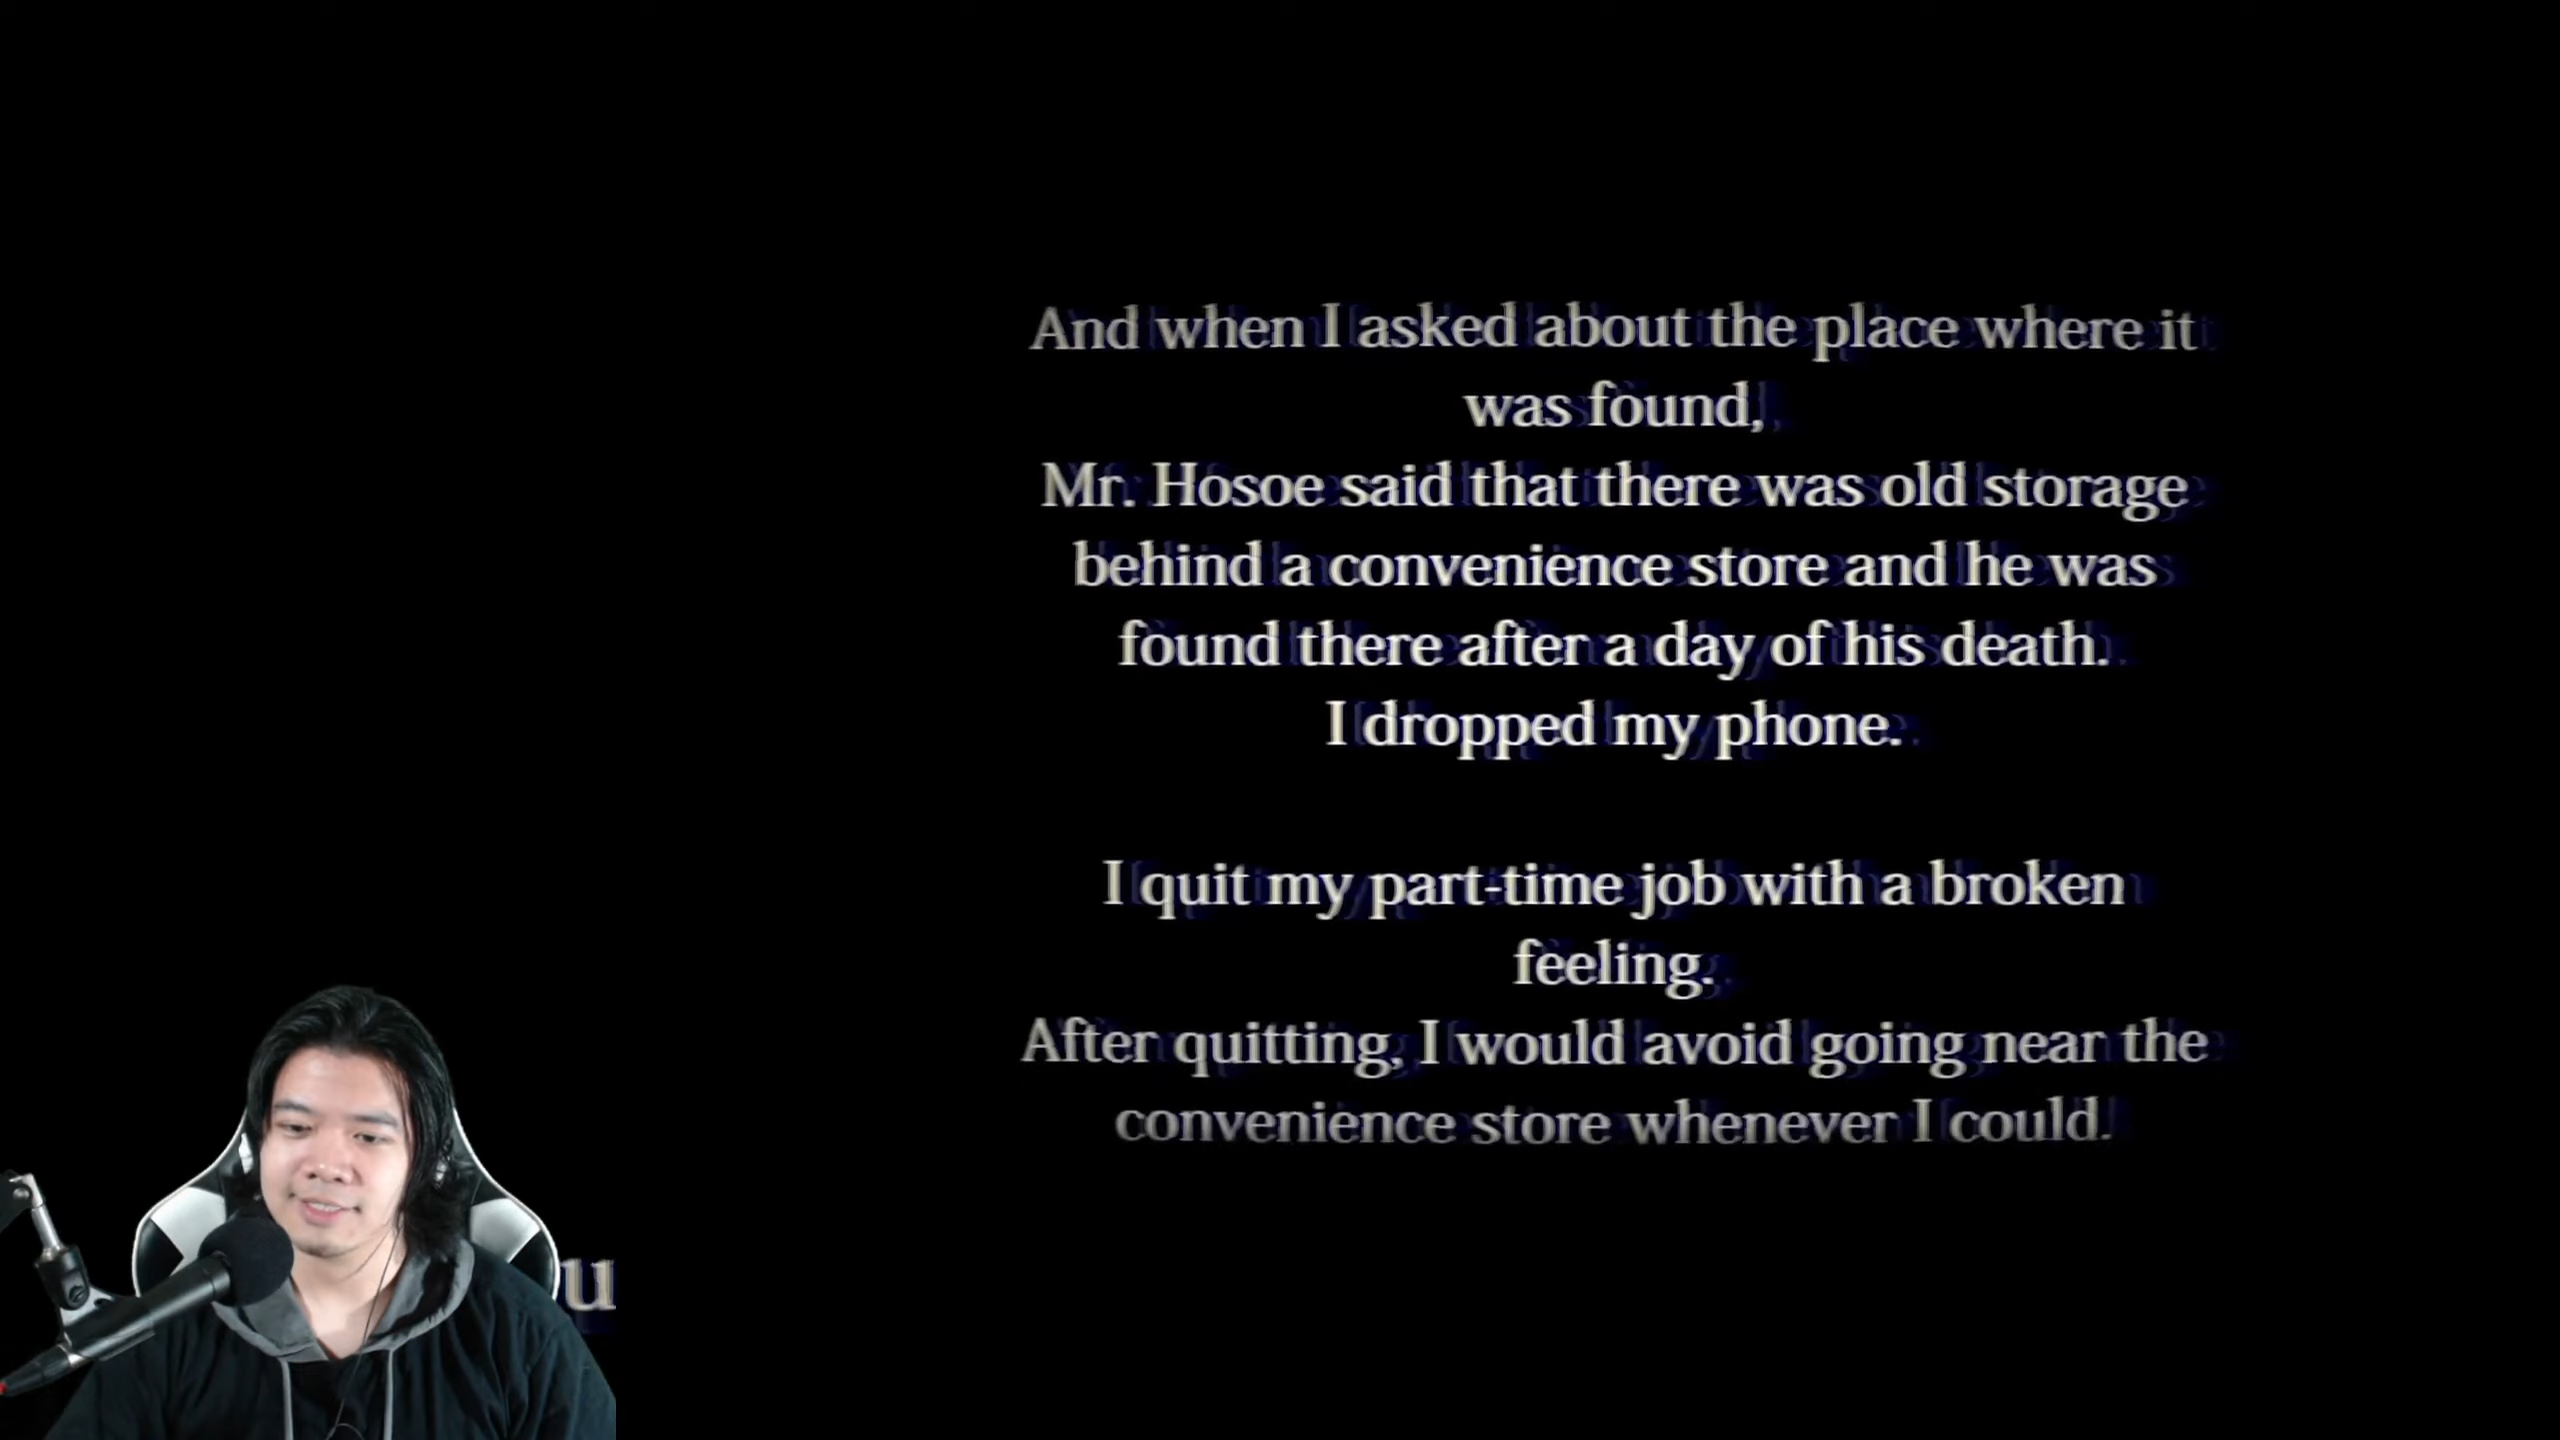 And when I asked about the place where it
was found,
Mr. Hosoe said that there was old storage
behind a convenience store and he was
found there after a day of his death.
I dropped my phone.
I quit my part-time job with a broken
feeling.
After quitting, I would avoid going near the
convenience store whenever I could.